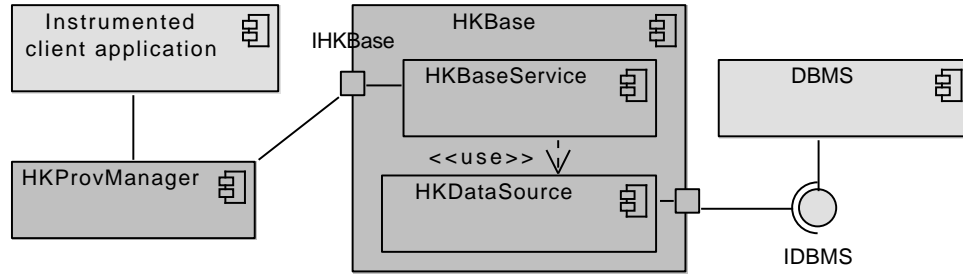 Instrumented
client application
IHKBase
HKBase
HKBaseService
DBMS
<<use>>
HKProvManager
HKDataSource
IDBMS